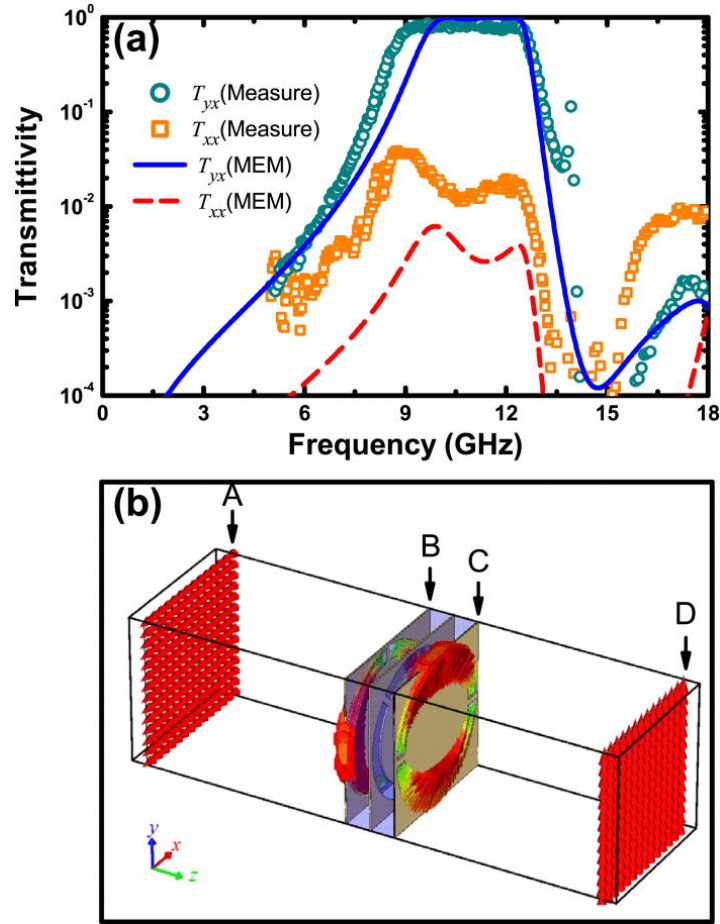 (a)
10^0
10^-1
10^-2
10^-3
10^-4
Transmittivity
T_yx(Measure)
T_xx(Measure)
T_yx(MEM)
T_xx(MEM)
0 3 6 9 12 15 18
Frequency (GHz)
(b)
A
B
C
D
y
x
z